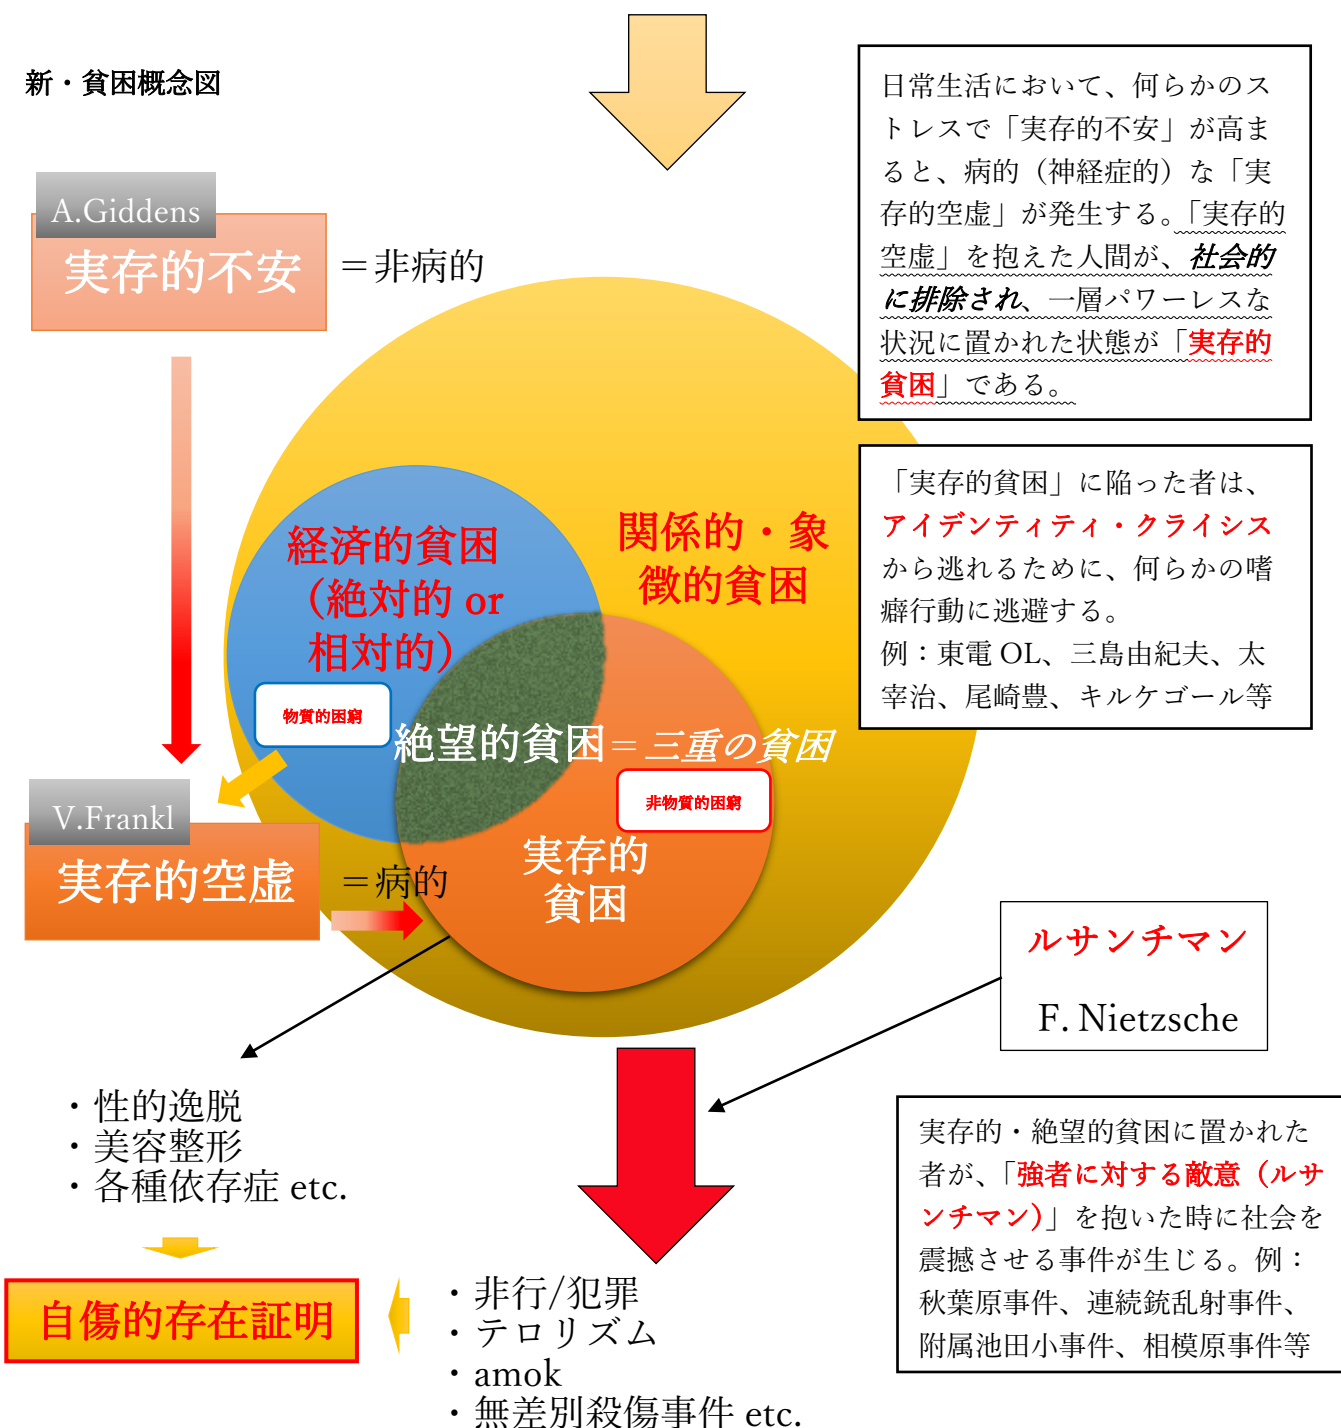 新・貧困概念図
日常生活において、何らかのス
トレスで「実存的不安」が高ま
ると、病的（神経症的）な「実
存的空虚」が発生する。「実存的
空虚」を抱えた人間が、社会的
に排除され、一層パワーレスな
状況に置かれた状態が「実存的
貧困」である。
A.Giddens
実存的不安
＝非病的
「実存的貧困」に陥った者は、
アイデンティティ・クライシス
から逃れるために、何らかの嗜
癖行動に逃避する。
例：東電 OL、三島由紀夫、太
宰治、尾崎豊、キルケゴール等
経済的貧困
（絶対的 or
相対的）
関係的・象
徴的貧困
物質的困窮
絶望的貧困＝三重の貧困
非物質的困窮
V.Frankl
実存的空虚
＝病的
実存的
貧困
ルサンチマン
F. Nietzsche
・性的逸脱
・美容整形
・各種依存症 etc.
実存的・絶望的貧困に置かれた
者が、「強者に対する敵意（ルサ
ンチマン）」を抱いた時に社会を
震撼させる事件が生じる。例：
秋葉原事件、連続銃乱射事件、
附属池田小事件、相模原事件等
自傷的存在証明
・非行/犯罪
・テロリズム
・amok
・無差別殺傷事件 etc.